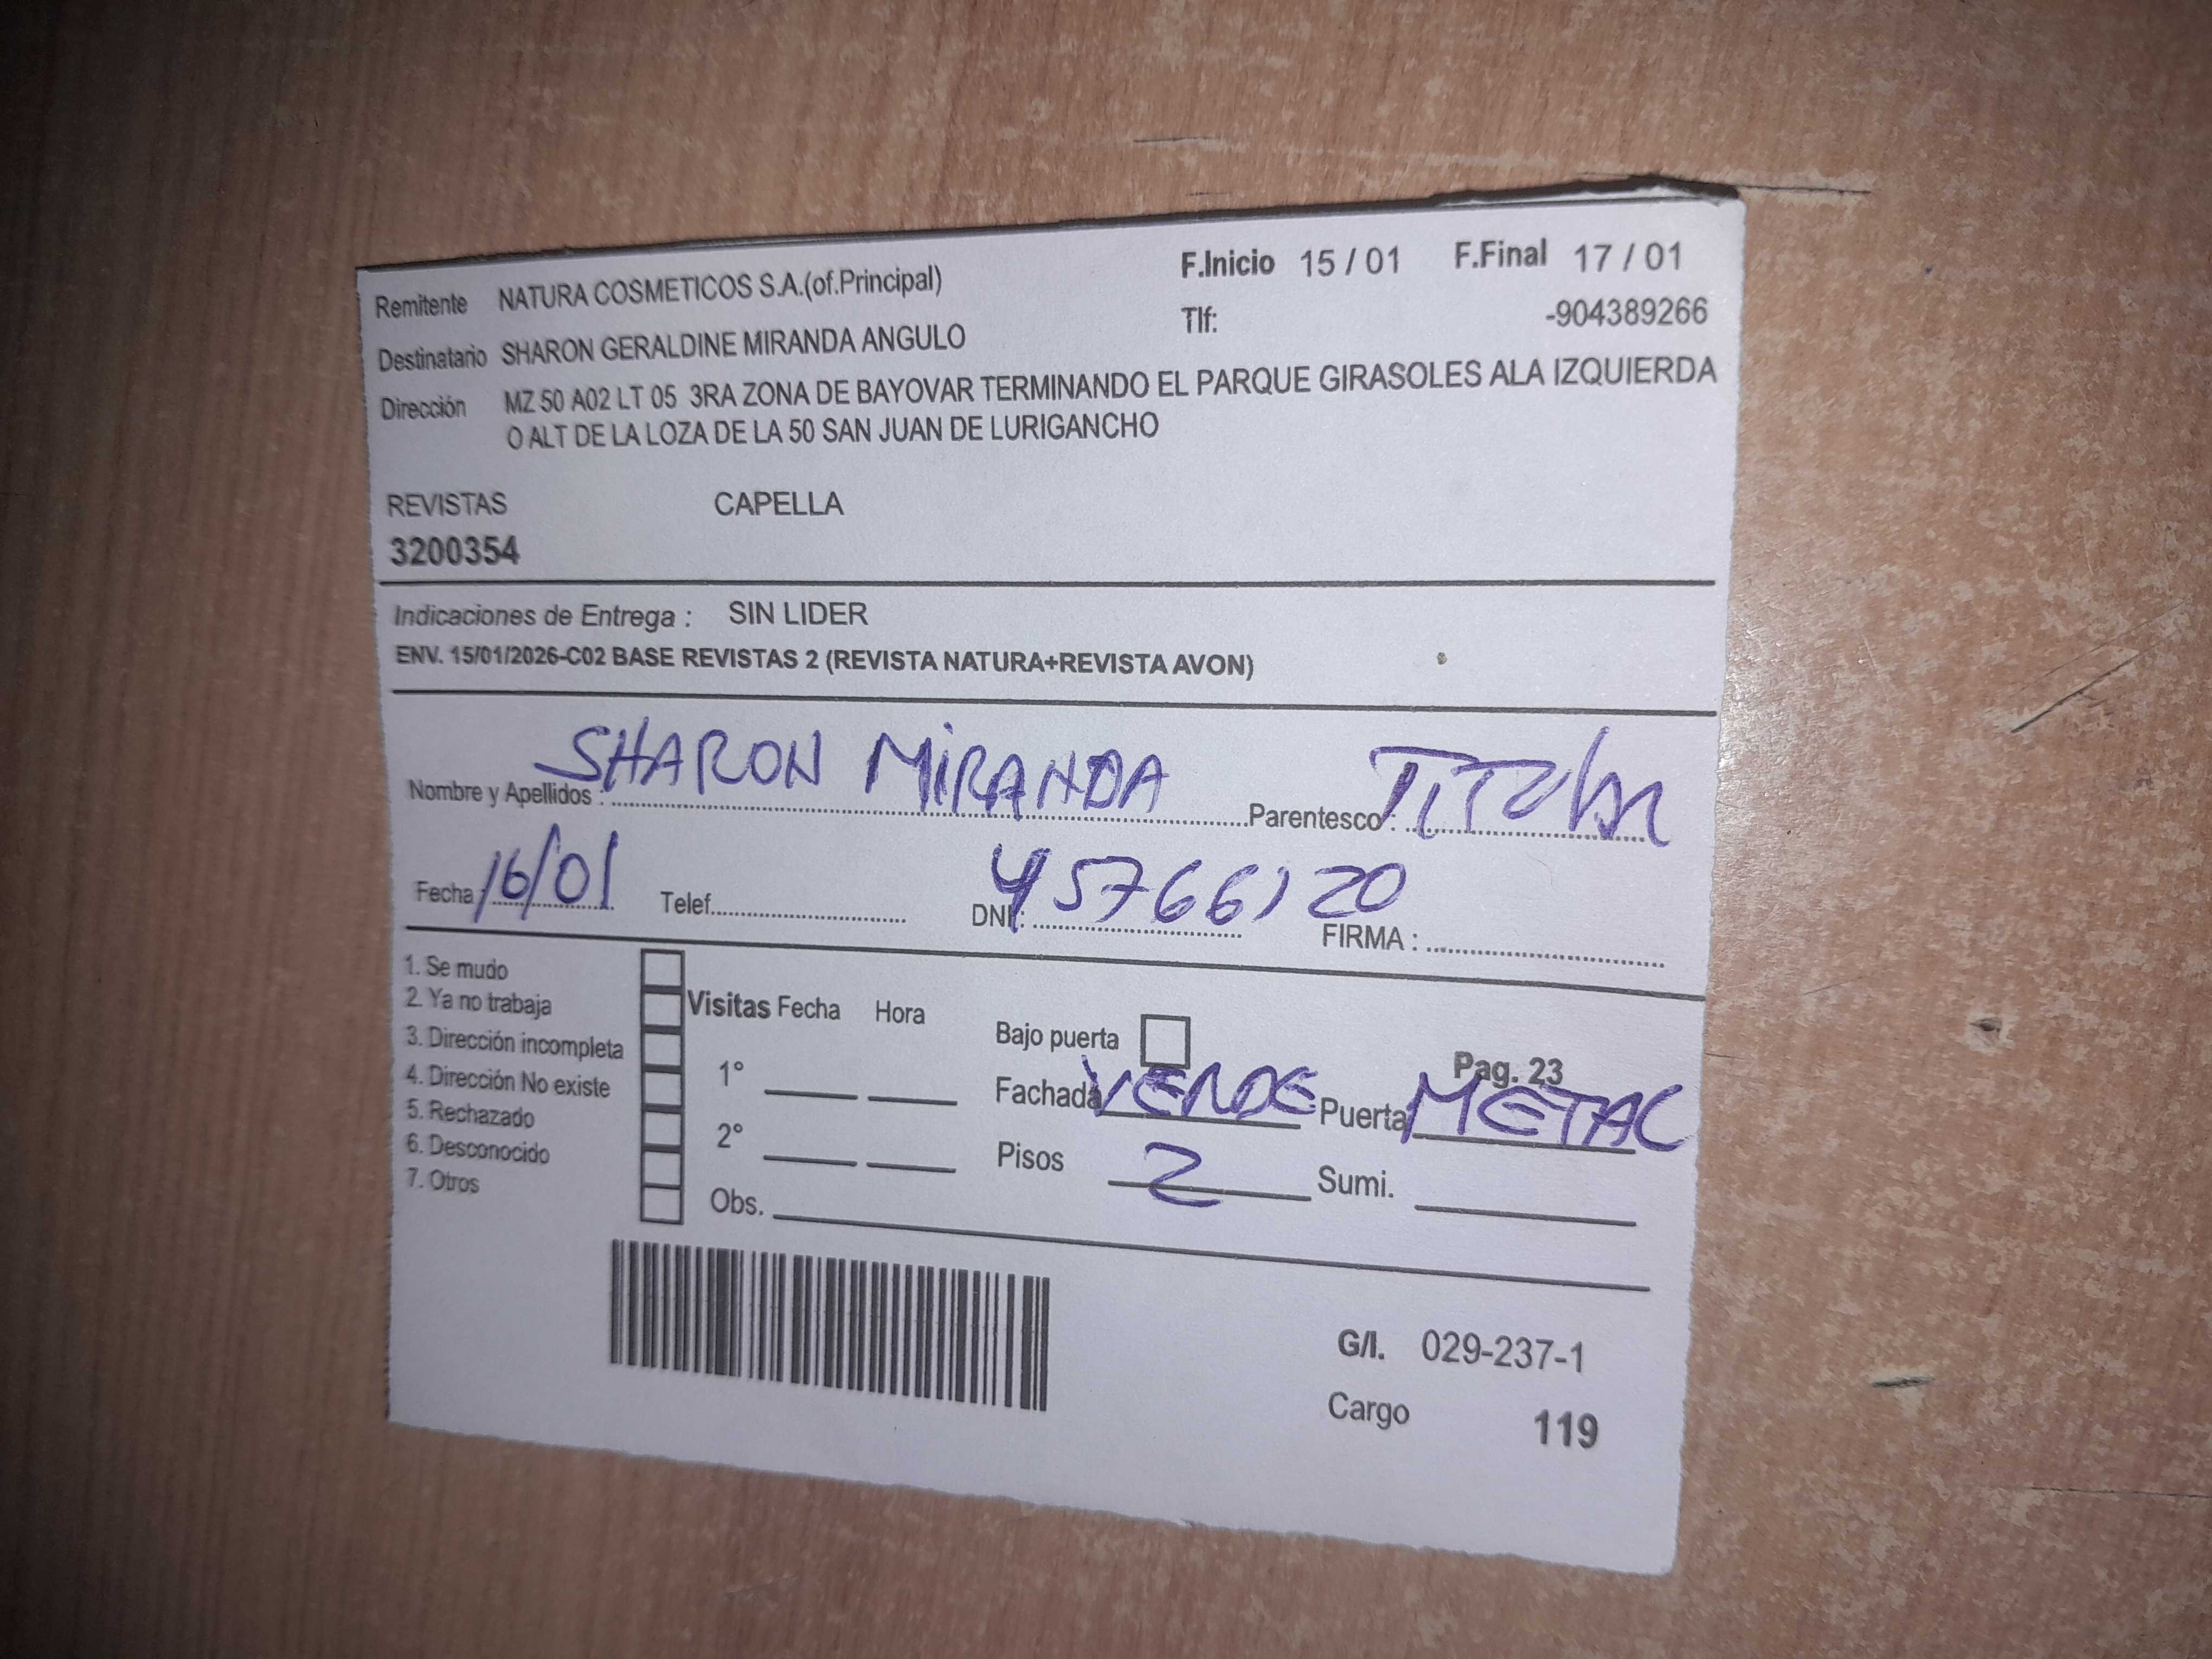 Remitente NATURA COSMETICOS S.A.(of.Principal) F.Inicio 15 / 01 F.Final 17 / 01
Destinatario SHARON GERALDINE MIRANDA ANGULO Tlf: -904389266
Dirección MZ 50 A02 LT 05 3RA ZONA DE BAYOVAR TERMINANDO EL PARQUE GIRASOLES ALA IZQUIERDA
O ALT DE LA LOZA DE LA 50 SAN JUAN DE LURIGANCHO
REVISTAS CAPELLA
3200354
Indicaciones de Entrega : SIN LIDER
ENV. 15/01/2026-C02 BASE REVISTAS 2 (REVISTA NATURA+REVISTA AVON)
Nombre y Apellidos : SHARON MIRANDA Parentesco : TITULAR
Fecha : 16/01 Telef. DNI : 45766120 FIRMA :
1. Se mudo
2. Ya no trabaja
3. Dirección incompleta
4. Dirección No existe
5. Rechazado
6. Desconocido
7. Otros
Visitas Fecha Hora
1°
2°
Obs.
Bajo puerta
Pag. 23
Fachada VERDE Puerta METAL
Pisos 2 Sumi.
G/I. 029-237-1
Cargo 119